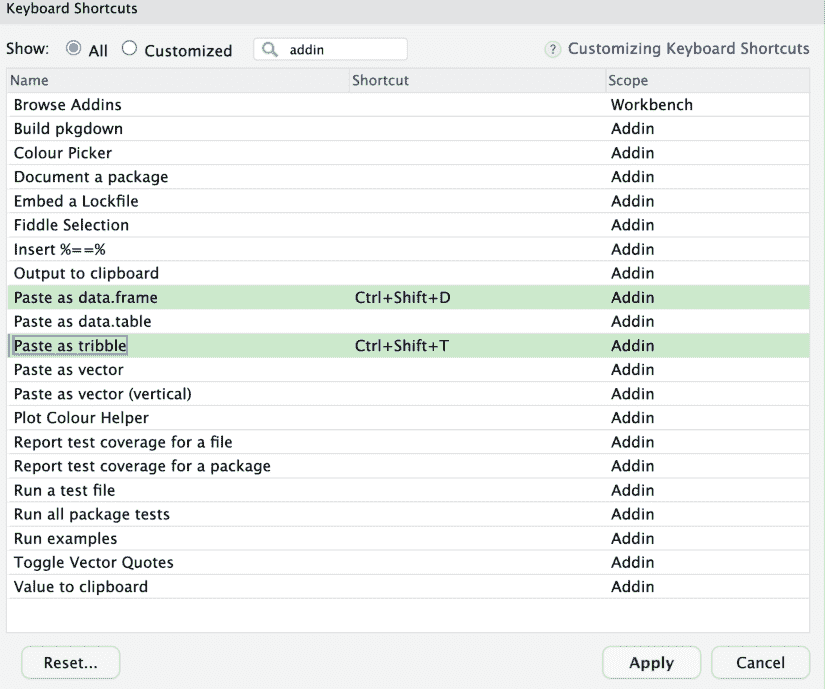 Keyboard Shortcuts
Show: All Customized addin ? Customizing Keyboard Shortcuts
Name Shortcut Scope
Browse Addins Workbench
Build pkgdown Addin
Colour Picker Addin
Document a package Addin
Embed a Lockfile Addin
Fiddle Selection Addin
Insert %==% Addin
Output to clipboard Addin
Paste as data.frame Ctrl+Shift+D Addin
Paste as data.table Addin
Paste as tribble Ctrl+Shift+T Addin
Paste as vector Addin
Paste as vector (vertical) Addin
Plot Colour Helper Addin
Report test coverage for a file Addin
Report test coverage for a package Addin
Run a test file Addin
Run all package tests Addin
Run examples Addin
Toggle Vector Quotes Addin
Value to clipboard Addin
Reset... Apply Cancel